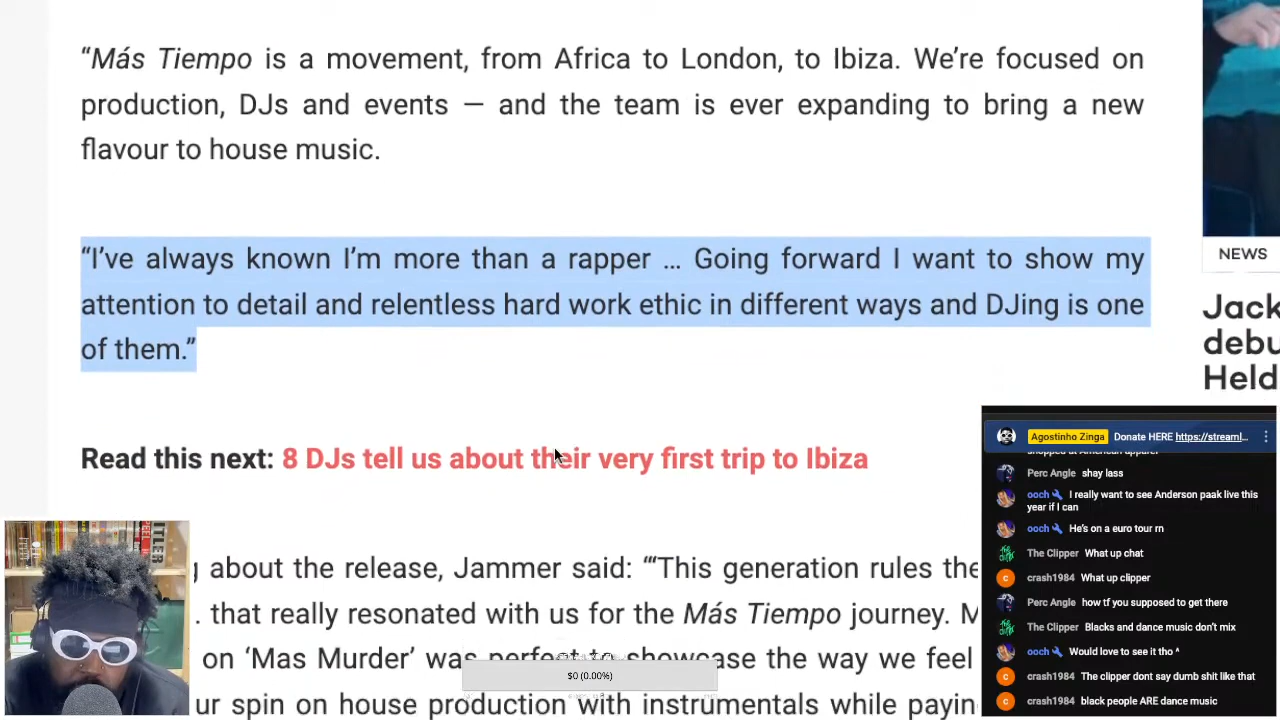 “Más Tiempo is a movement, from Africa to London, to Ibiza. We’re focused on
production, DJs and events — and the team is ever expanding to bring a new
flavour to house music.
“I’ve always known I’m more than a rapper ... Going forward I want to show my
attention to detail and relentless hard work ethic in different ways and DJing is one
of them.”
Read this next: 8 DJs tell us about their very first trip to Ibiza
about the release, Jammer said: “‘This generation rules the
. that really resonated with us for the Más Tiempo journey. M
on ‘Mas Murder’ was perfect to showcase the way we feel
ur spin on house production with instrumentals while payin
NEWS
Jack
debu
Held
Agostinho Zinga Donate HERE https://streaml...
shopped at American apparel
Perc Angle shay lass
ooch I really want to see Anderson paak live this
year if I can
ooch He’s on a euro tour rn
The Clipper What up chat
crash1984 What up clipper
Perc Angle how tf you supposed to get there
The Clipper Blacks and dance music don’t mix
ooch Would love to see it tho ^
crash1984 The clipper dont say dumb shit like that
crash1984 black people ARE dance music
$0 (0.00%)